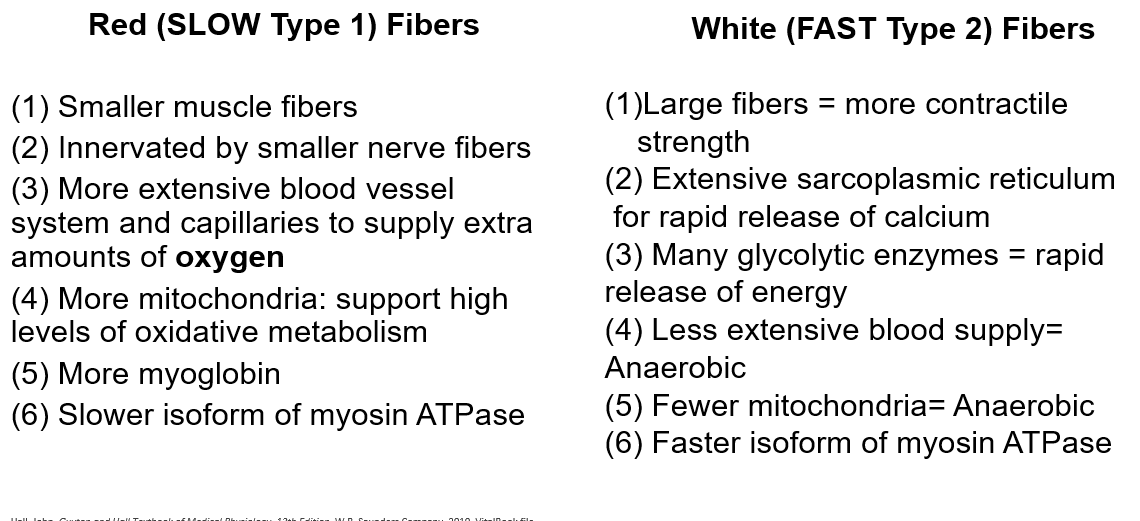 Red (SLOW Type 1) Fibers
(1) Smaller muscle fibers
(2) Innervated by smaller nerve fibers
(3) More extensive blood vessel
system and capillaries to supply extra
amounts of oxygen
(4) More mitochondria: support high
levels of oxidative metabolism
(5) More myoglobin
(6) Slower isoform of myosin ATPase
White (FAST Type 2) Fibers
(1)Large fibers = more contractile
strength
(2) Extensive sarcoplasmic reticulum
for rapid release of calcium
(3) Many glycolytic enzymes = rapid
release of energy
(4) Less extensive blood supply=
Anaerobic
(5) Fewer mitochondria= Anaerobic
(6) Faster isoform of myosin ATPase
Hall, John. Guyton and Hall Textbook of Medical Physiology, Edition. W.B. Saunders Company, VitalBook file.